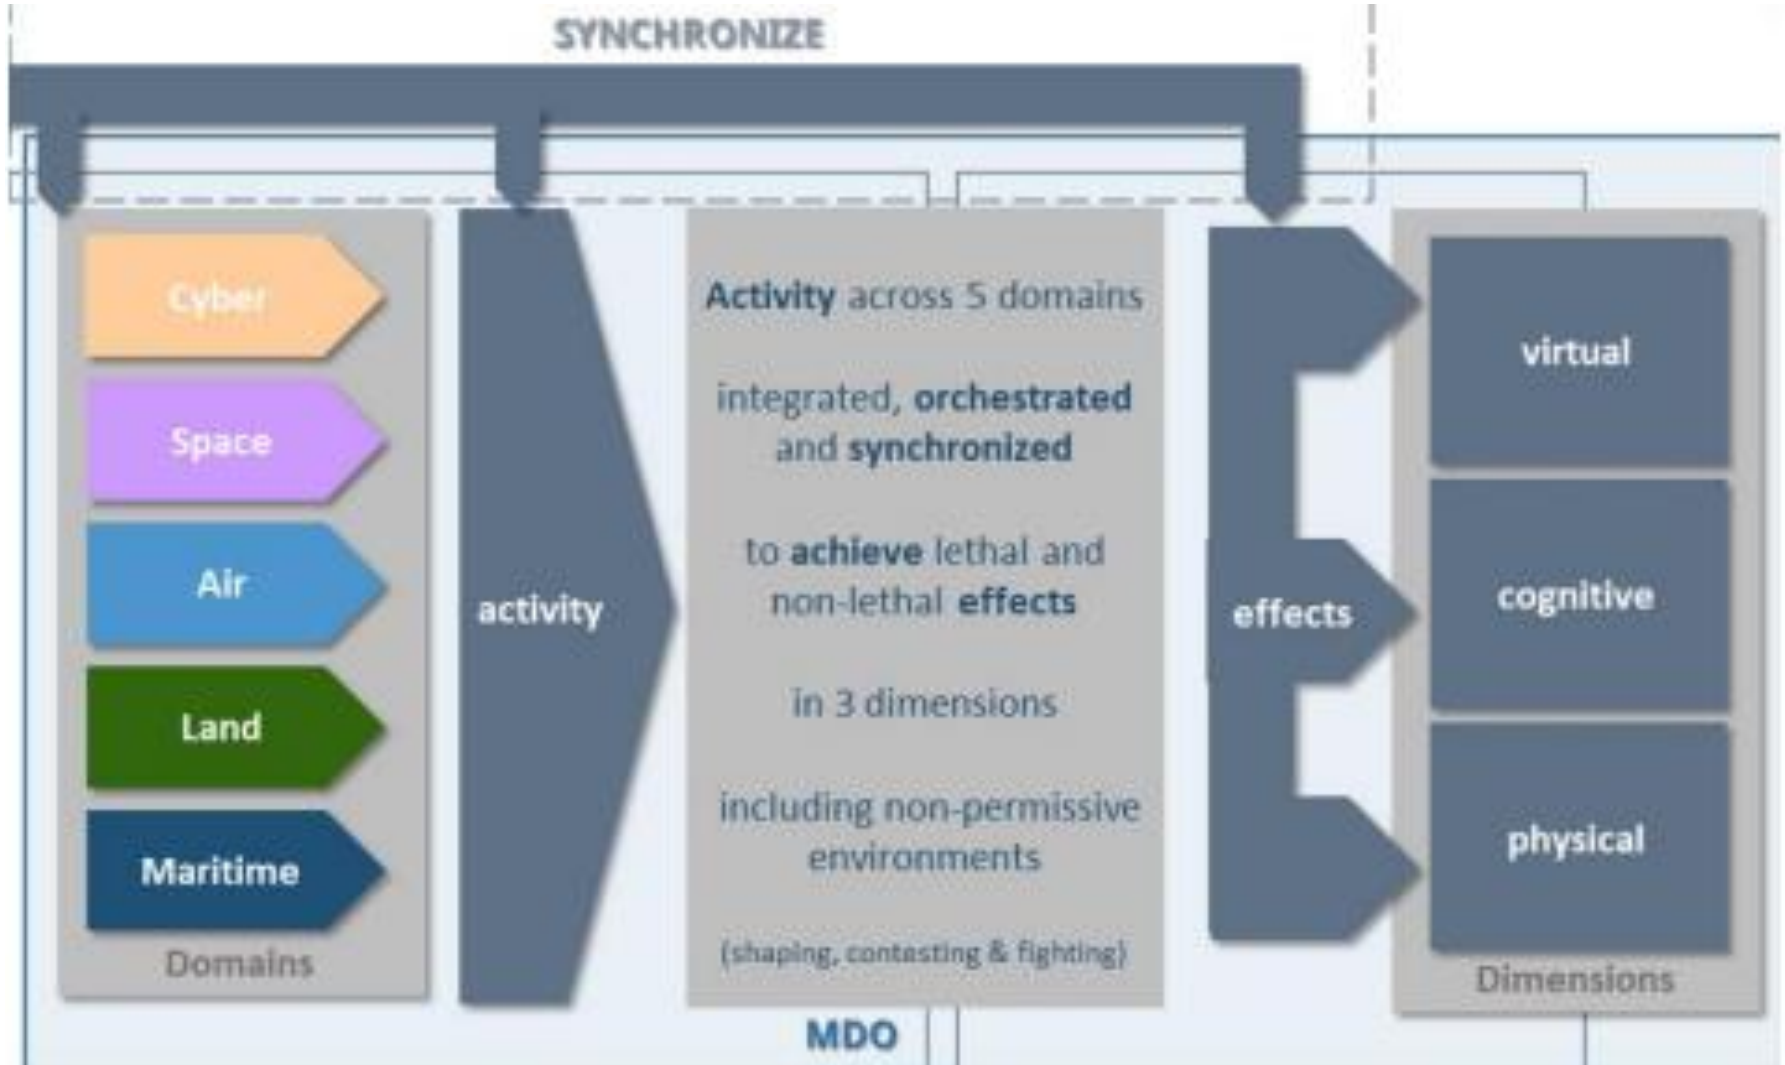 SYNCHRONIZE
Cyber
Space
Air
Land
Maritime
Domains
activity
Activity across 5 domains
integrated, orchestrated
and synchronized
to achieve lethal and
non-lethal effects
in 3 dimensions
including non-permissive
environments
(shaping, contesting & fighting)
effects
virtual
cognitive
physical
Dimensions
MDO